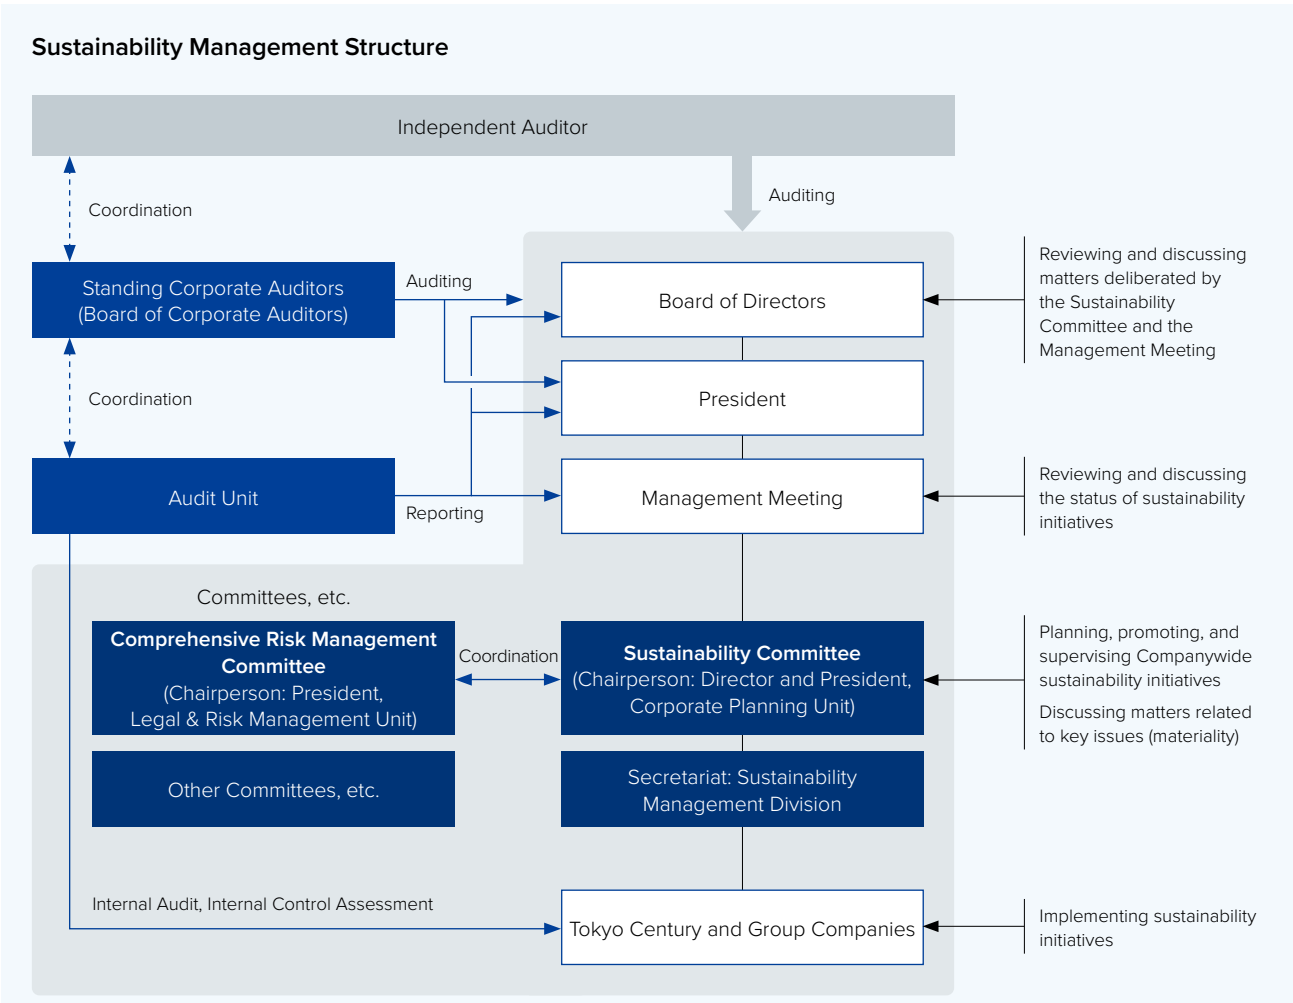 Sustainability Management Structure
Independent Auditor
Coordination
Auditing
Standing Corporate Auditors
(Board of Corporate Auditors)
Auditing
Board of Directors
Reviewing and discussing
matters deliberated by
the Sustainability
Committee and the
Management Meeting
President
Coordination
Audit Unit
Reporting
Management Meeting
Reviewing and discussing
the status of sustainability
initiatives
Committees, etc.
Comprehensive Risk Management
Committee
(Chairperson: President,
Legal & Risk Management Unit)
Coordination
Sustainability Committee
(Chairperson: Director and President,
Corporate Planning Unit)
Planning, promoting, and
supervising Companywide
sustainability initiatives
Discussing matters related
to key issues (materiality)
Other Committees, etc.
Secretariat: Sustainability
Management Division
Internal Audit, Internal Control Assessment
Tokyo Century and Group Companies
Implementing sustainability
initiatives